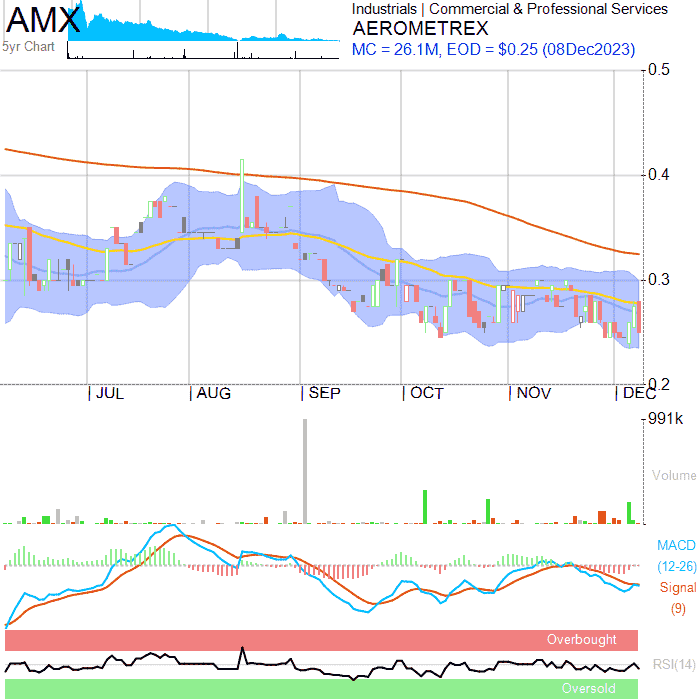 AMX
5yr Chart
Industrials | Commercial & Professional Services
AEROMETREX
MC = 26.1M, EOD = $0.25 (08Dec2023)
0.5
0.4
0.3
0.2
JUL AUG SEP OCT NOV DEC
991k
Volume
MACD
(12-26)
Signal
(9)
Overbought
RSI(14)
Oversold